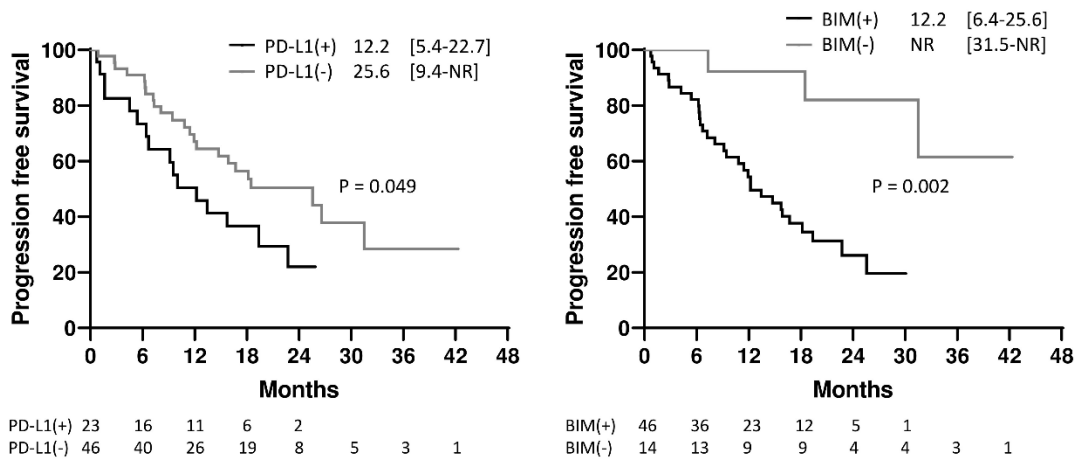 PD-L1(+) 12.2 [5.4-22.7]
PD-L1(-) 25.6 [9.4-NR]
Progression free survival
100
80
60
40
20
0
P = 0.049
0 6 12 18 24 30 36 42 48
Months
PD-L1(+) 23 16 11 6 2
PD-L1(-) 46 40 26 19 8 5 3 1
BIM(+) 12.2 [6.4-25.6]
BIM(-) NR [31.5-NR]
Progression free survival
100
80
60
40
20
0
P = 0.002
0 6 12 18 24 30 36 42 48
Months
BIM(+) 46 36 23 12 5 1
BIM(-) 14 13 9 9 4 4 3 1